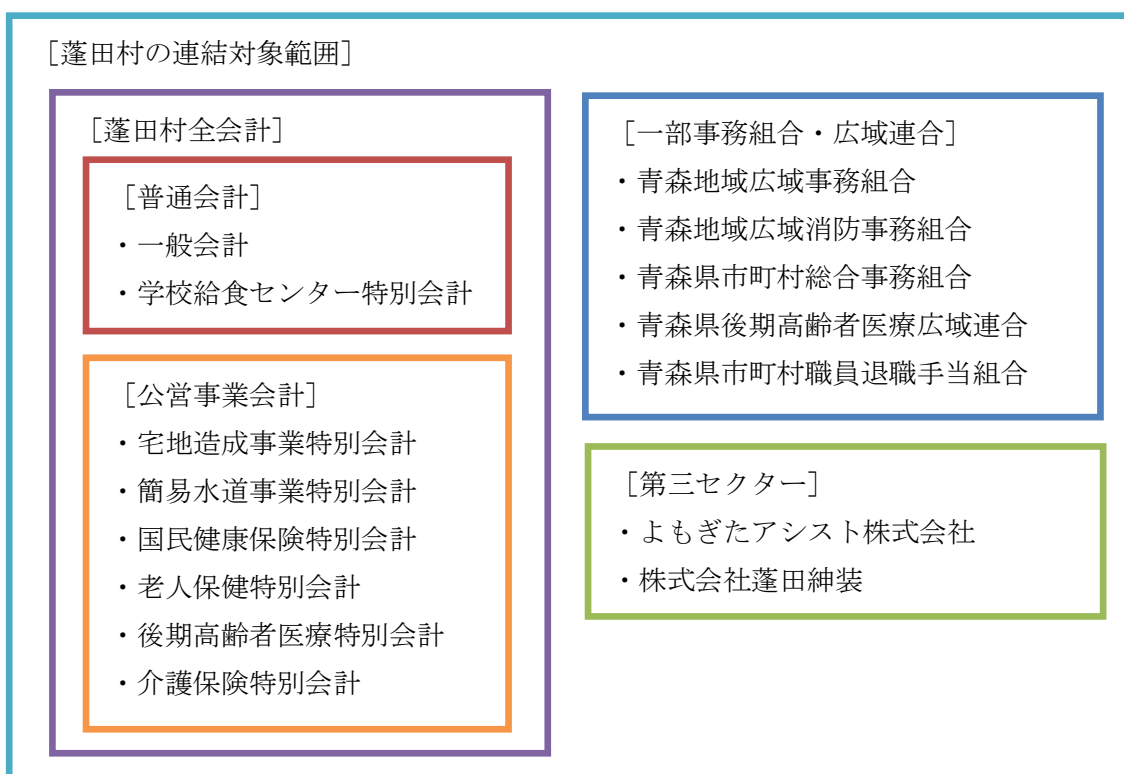 [蓬田村の連結対象範囲]
[蓬田村全会計]
[普通会計]
・一般会計
・学校給食センター特別会計
[公営事業会計]
・宅地造成事業特別会計
・簡易水道事業特別会計
・国民健康保険特別会計
・老人保健特別会計
・後期高齢者医療特別会計
・介護保険特別会計
[一部事務組合・広域連合]
・青森地域広域事務組合
・青森地域広域消防事務組合
・青森県市町村総合事務組合
・青森県後期高齢者医療広域連合
・青森県市町村職員退職手当組合
[第三セクター]
・よもぎたアシスト株式会社
・株式会社蓬田紳装